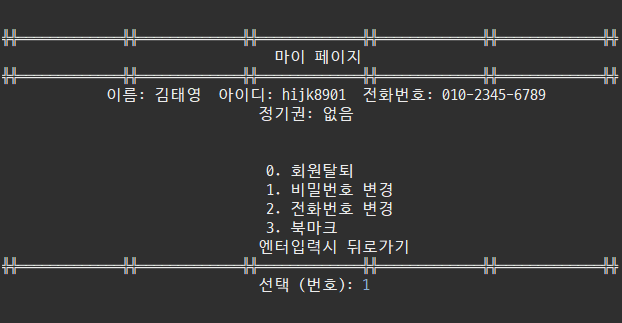 마이 페이지
이름: 김태영 아이디: hijk8901 전화번호: 010-2345-6789
정기권: 없음
0. 회원탈퇴
1. 비밀번호 변경
2. 전화번호 변경
3. 북마크
엔터입력시 뒤로가기
선택 (번호): 1